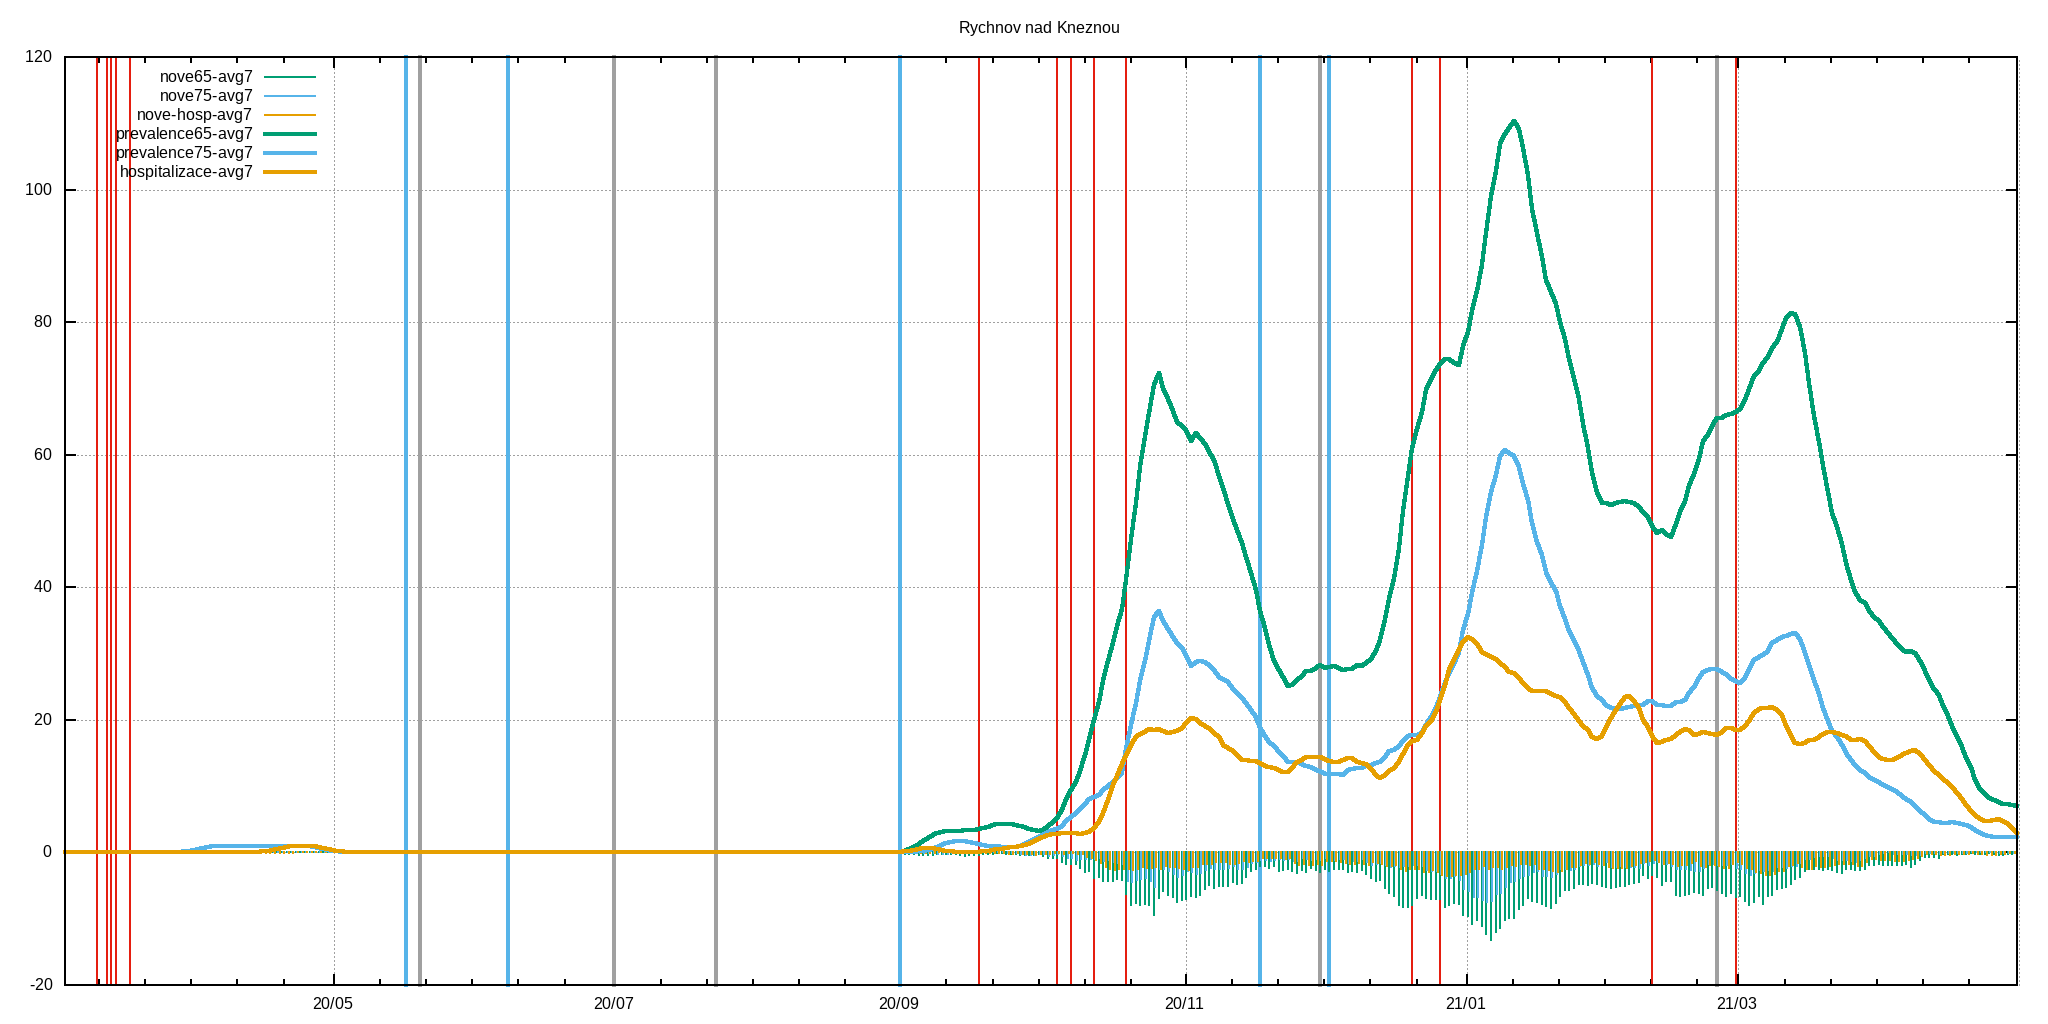 Rychnov nad Kneznou
120
100
80
60
40
20
0
-20
nove65-avg7
nove75-avg7
nove-hosp-avg7
prevalence65-avg7
prevalence75-avg7
hospitalizace-avg7
20/05
20/07
20/09
20/11
21/01
21/03